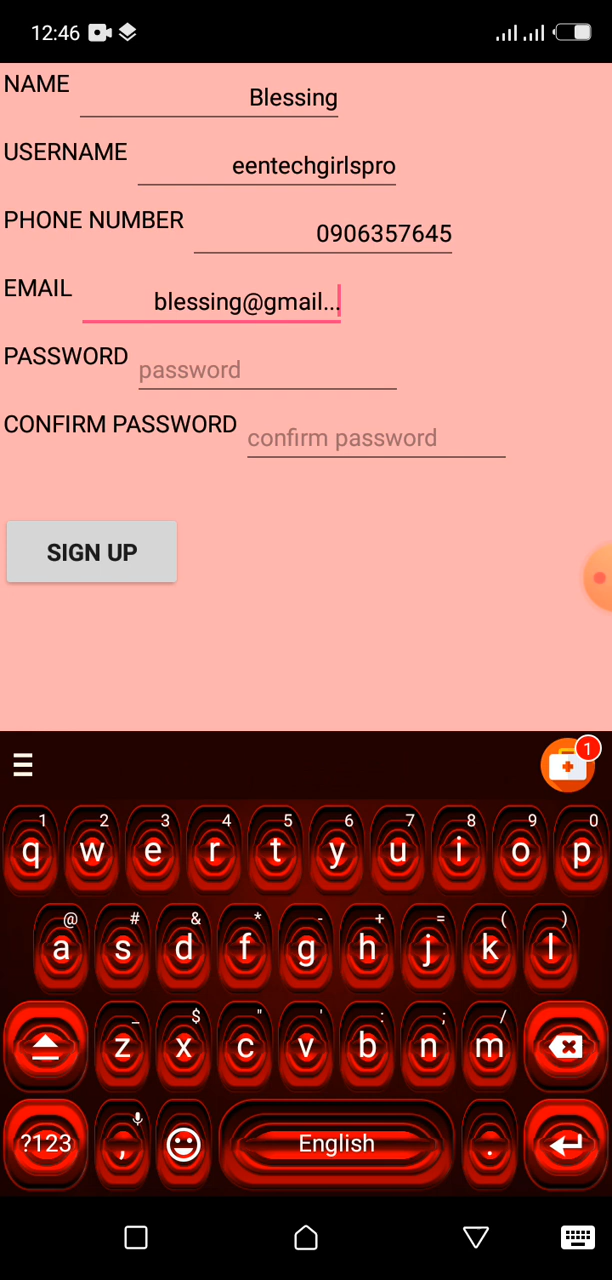 12:46
NAME Blessing
USERNAME eentechgirlspro
PHONE NUMBER 0906357645
EMAIL blessing@gmail...
PASSWORD password
CONFIRM PASSWORD confirm password
SIGN UP
1
1 2 3 4 5 6 7 8 9 0
q w e r t y u i o p
@ # & * - + = ( )
a s d f g h j k l
_ $ " ' : ; /
z x c v b n m
?123 , English .